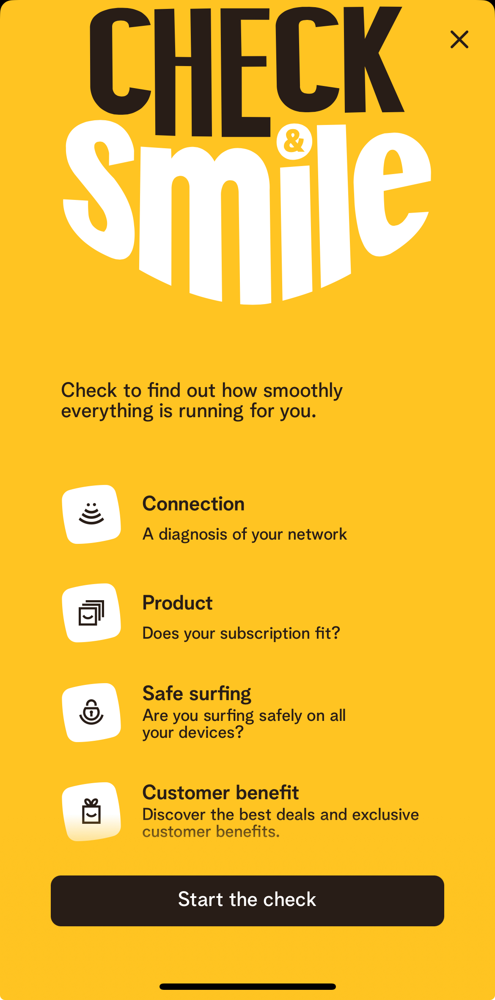 CHECK
&
Smile
Check to find out how smoothly
everything is running for you.
Connection
A diagnosis of your network
Product
Does your subscription fit?
Safe surfing
Are you surfing safely on all
your devices?
Customer benefit
Discover the best deals and exclusive
customer benefits.
Start the check